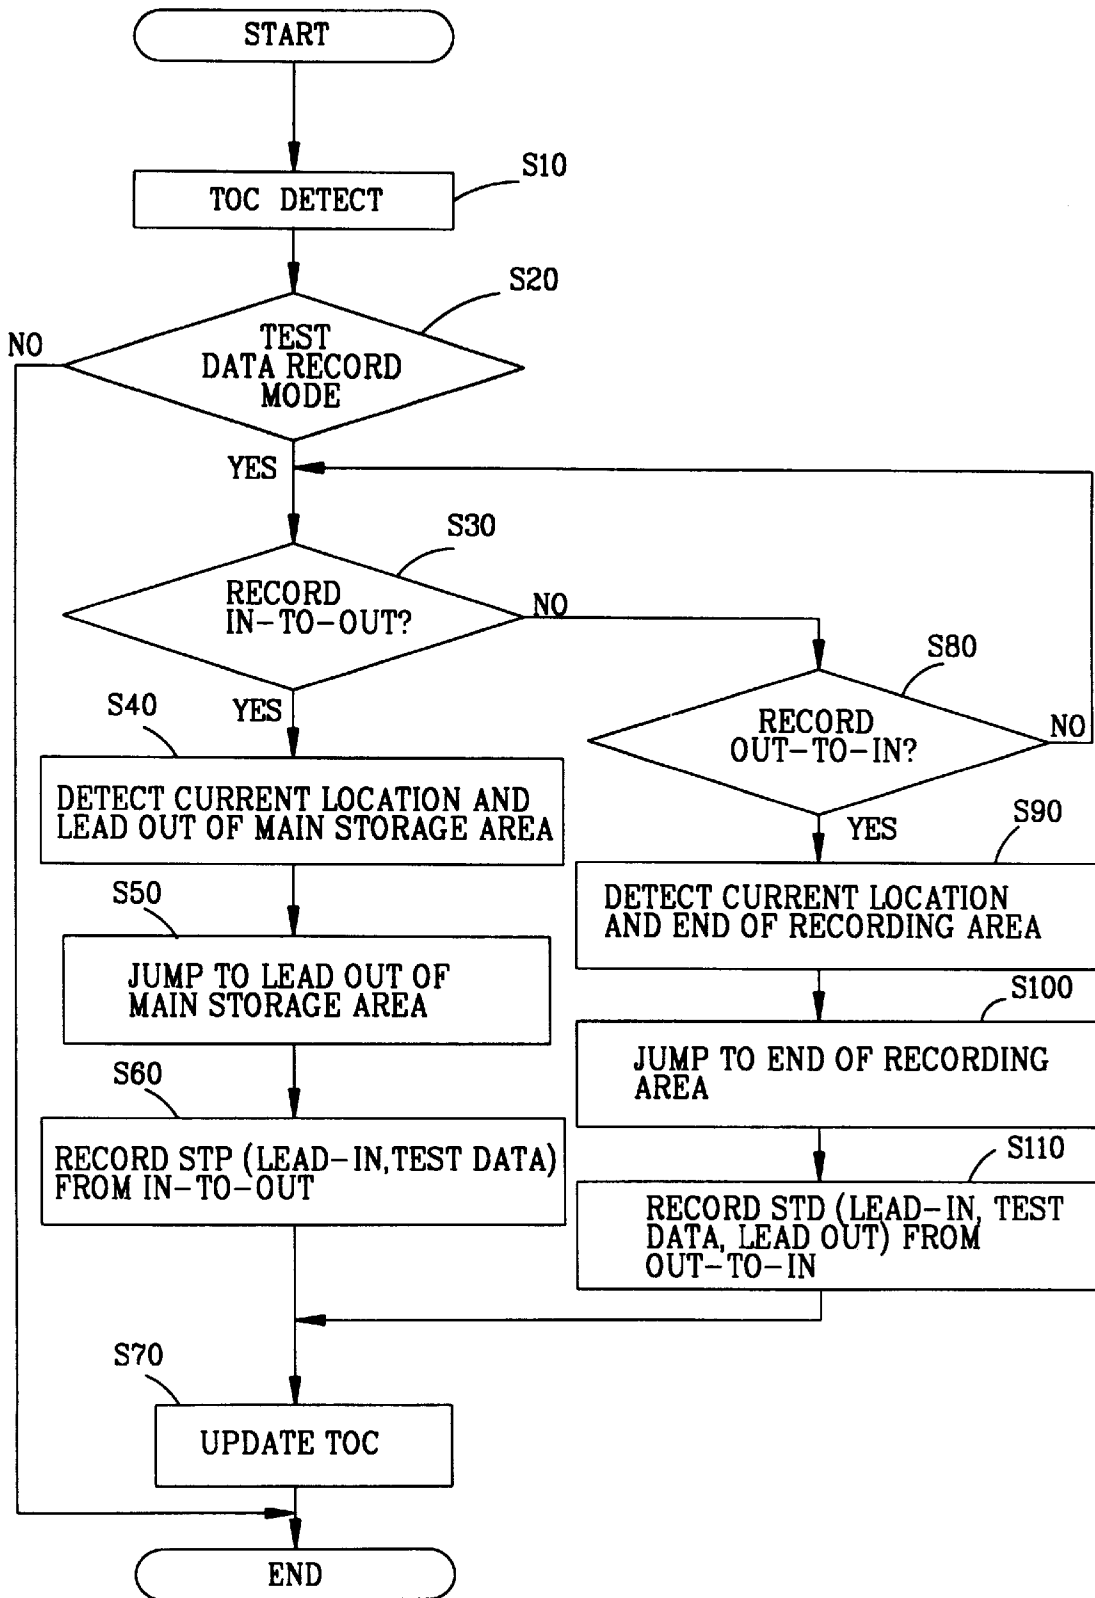 START
S10
TOC DETECT
S20
NO
TEST
DATA RECORD
MODE
YES
S30
RECORD
IN-TO-OUT?
NO
S80
YES
RECORD
OUT-TO-IN?
NO
S40
DETECT CURRENT LOCATION AND
LEAD OUT OF MAIN STORAGE AREA
YES
S90
DETECT CURRENT LOCATION
AND END OF RECORDING AREA
S50
JUMP TO LEAD OUT OF
MAIN STORAGE AREA
S100
JUMP TO END OF RECORDING
AREA
S60
RECORD STP (LEAD-IN,TEST DATA)
FROM IN-TO-OUT
S110
RECORD STD (LEAD-IN, TEST
DATA, LEAD OUT) FROM
OUT-TO-IN
S70
UPDATE TOC
END